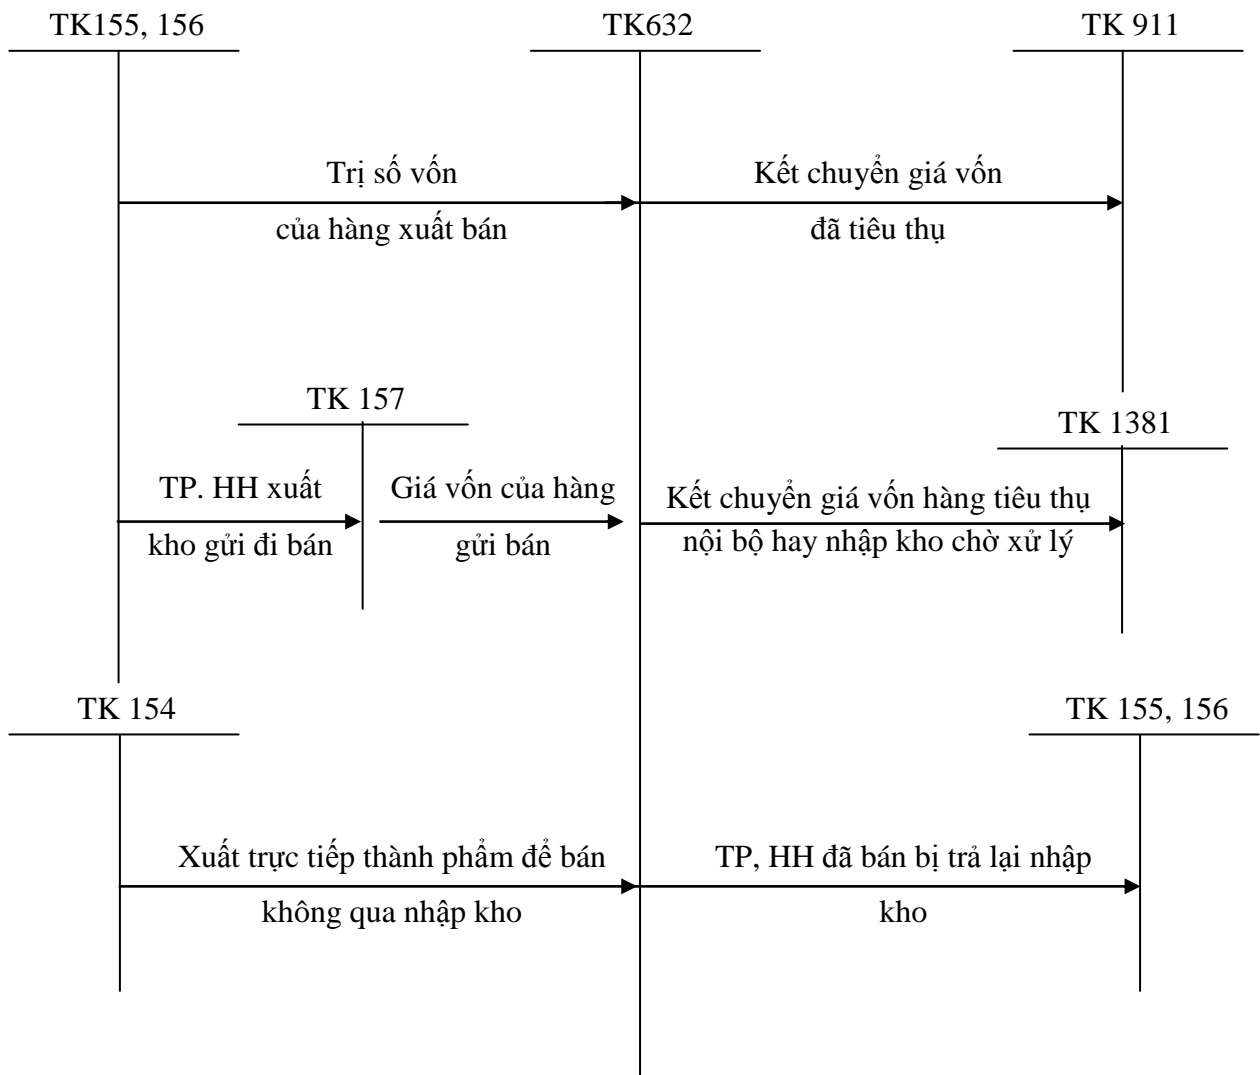 TK155, 156
TK632
TK 911
Trị số vốn
của hàng xuất bán
Kết chuyển giá vốn
đã tiêu thụ
TK 157
TK 1381
TP. HH xuất
kho gửi đi bán
Giá vốn của hàng
gửi bán
Kết chuyển giá vốn hàng tiêu thụ
nội bộ hay nhập kho chờ xử lý
TK 154
TK 155, 156
Xuất trực tiếp thành phẩm để bán
không qua nhập kho
TP, HH đã bán bị trả lại nhập
kho